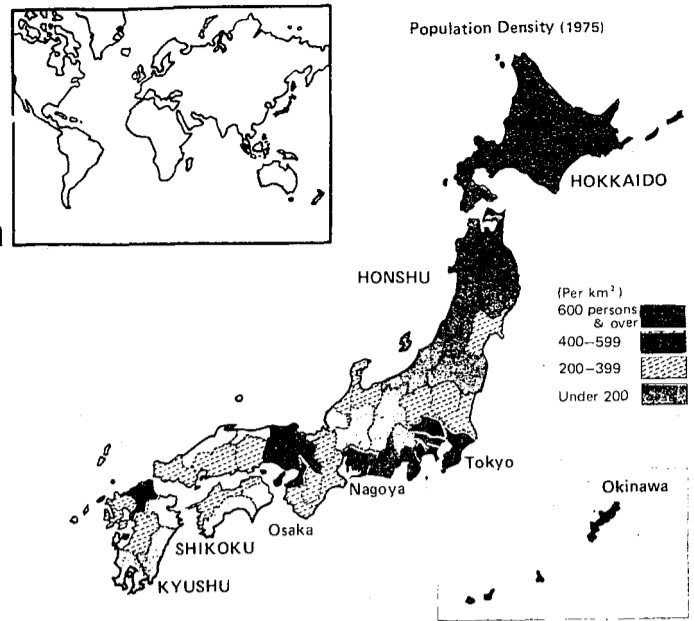 Population Density (1975)
HOKKAIDO
HONSHU
(Per km²)
600 persons
& over
400–599
200–399
Under 200
Tokyo
Nagoya
Okinawa
Osaka
SHIKOKU
KYUSHU